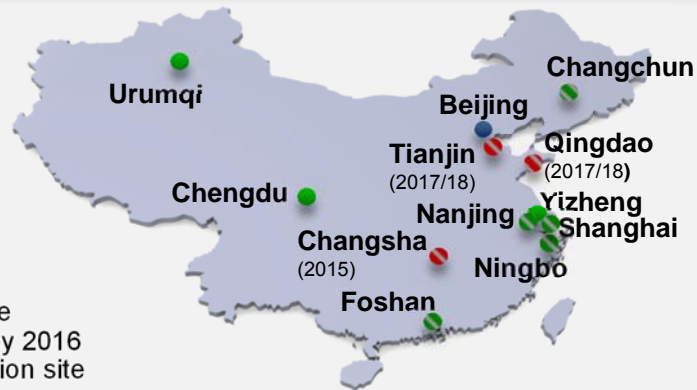 Changchun
Beijing
Urumqi
Qingdao
(2017/18)
Tianjin
(2017/18)
Chengdu
Yizheng
Nanjing
Shanghai
Changsha
(2015)
Ningbo
Foshan
e
y 2016
ion site